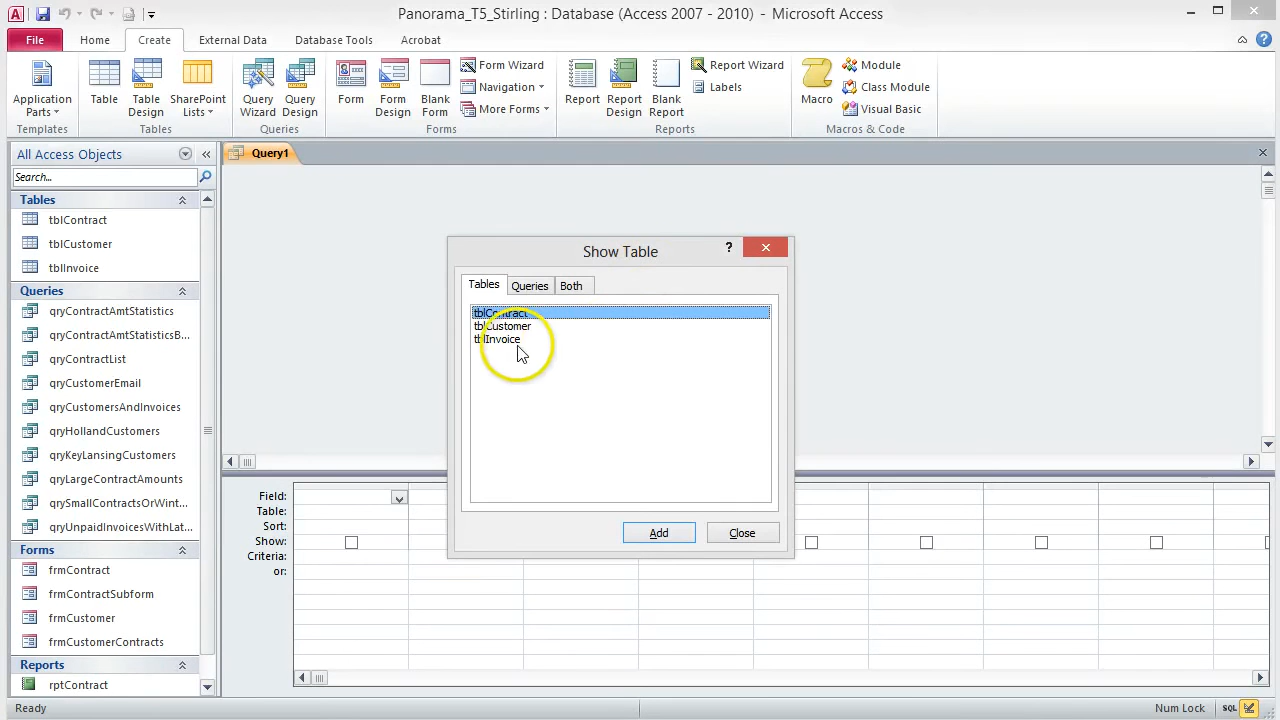 Panorama_T5_Stirling : Database (Access 2007 - 2010) - Microsoft Access
File Home Create External Data Database Tools Acrobat
Application Parts
Templates
Table
Table Design
SharePoint Lists
Tables
Query Wizard
Query Design
Queries
Form
Form Design
Blank Form
Form Wizard
Navigation
More Forms
Forms
Report
Report Design
Blank Report
Report Wizard
Labels
Reports
Macro
Module
Class Module
Visual Basic
Macros & Code
All Access Objects
Search...
Tables
tblContract
tblCustomer
tblInvoice
Queries
qryContractAmtStatistics
qryContractAmtStatisticsB...
qryContractList
qryCustomerEmail
qryCustomersAndInvoices
qryHollandCustomers
qryKeyLansingCustomers
qryLargeContractAmounts
qrySmallContractsOrWint...
qryUnpaidInvoicesWithLat...
Forms
frmContract
frmContractSubform
frmCustomer
frmCustomerContracts
Reports
rptContract
Query1
Show Table
?
Tables Queries Both
tblContract
tblCustomer
tblInvoice
Add Close
Field:
Table:
Sort:
Show:
Criteria:
or:
Ready
Num Lock
SQL